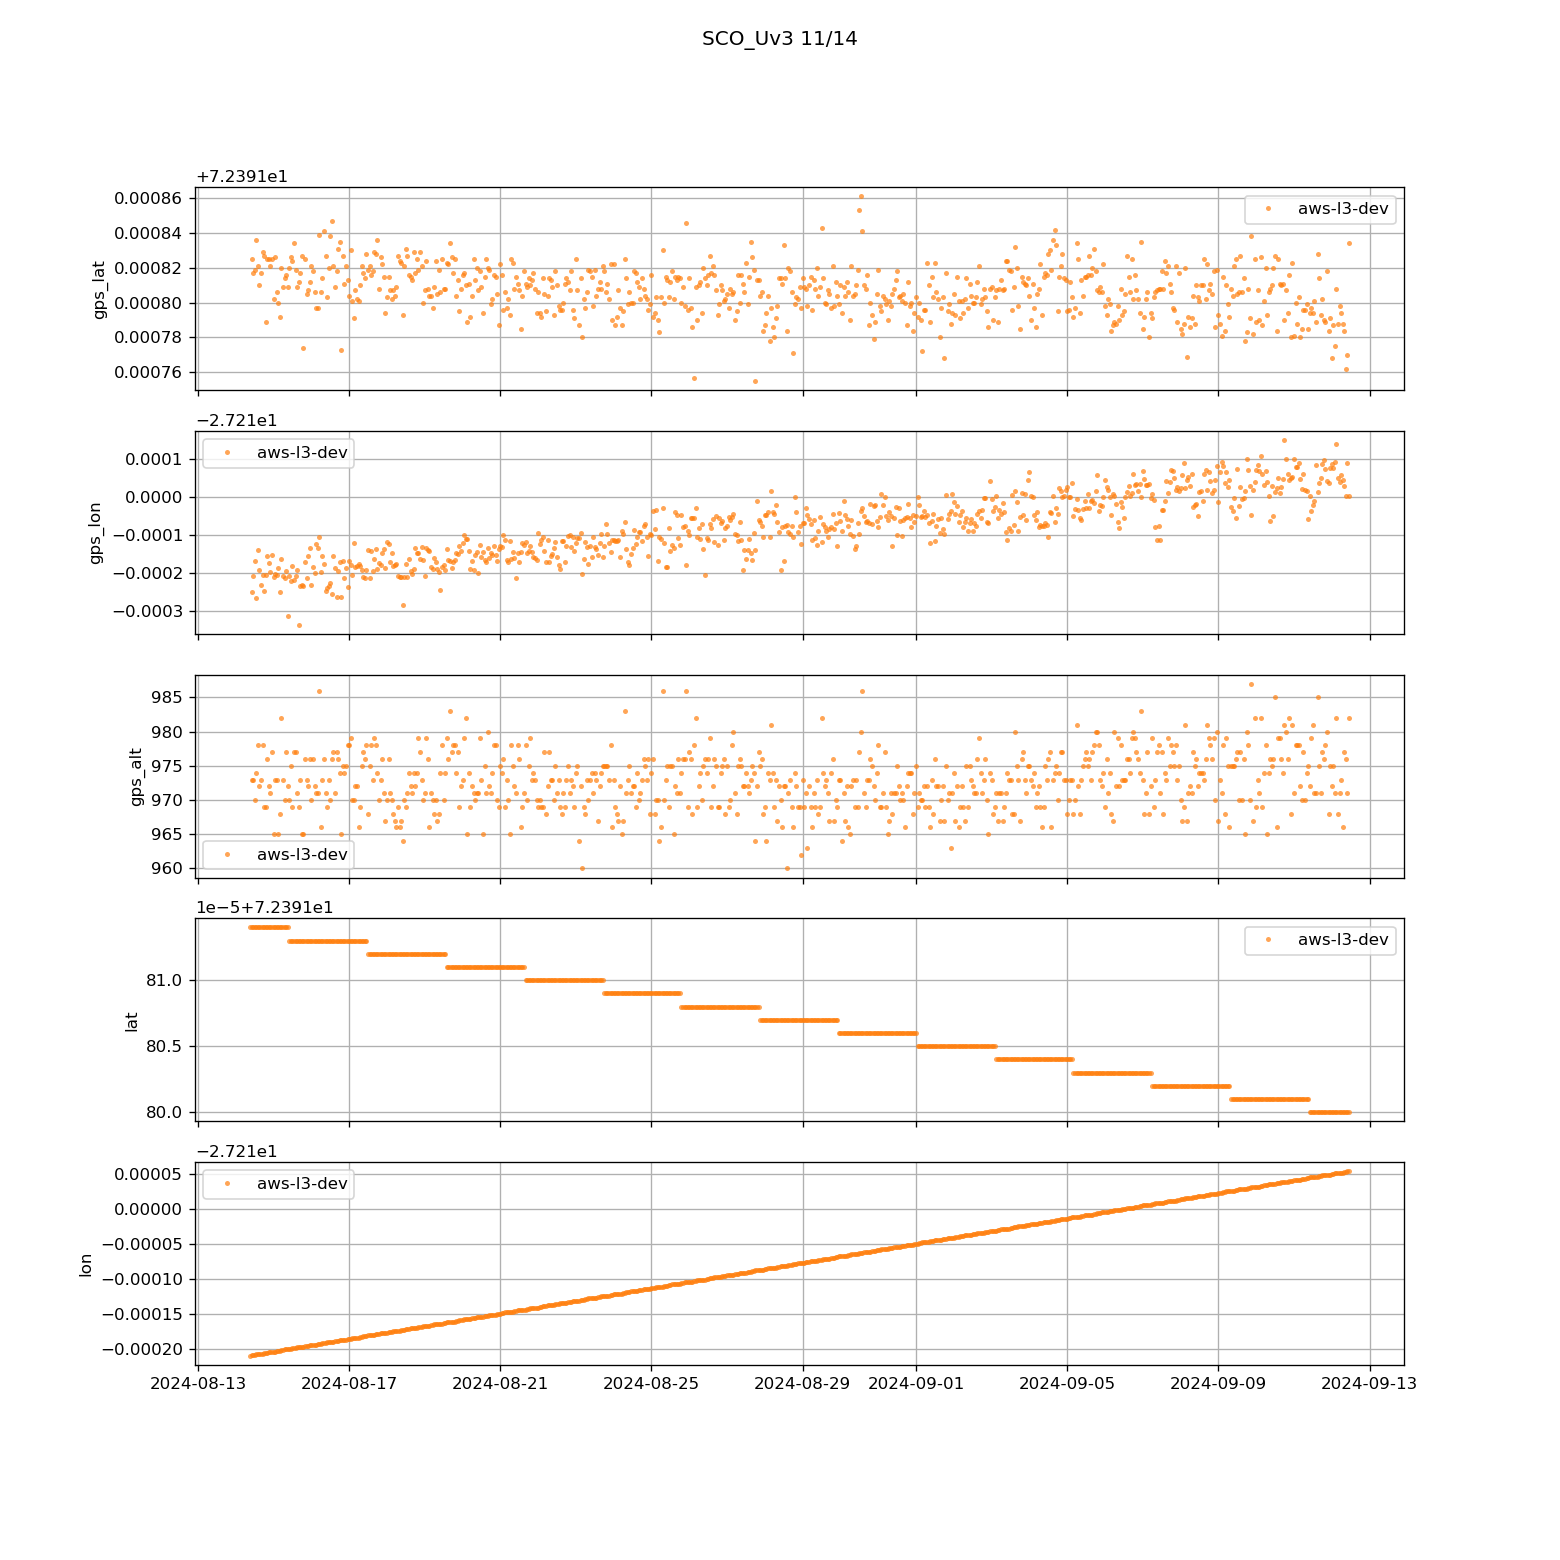 SCO_Uv3 11/14
+7.2391e1
0.00086
0.00084
0.00082
0.00080
0.00078
0.00076
gps_lat
aws-l3-dev
−2.721e1
0.0001
0.0000
−0.0001
−0.0002
−0.0003
gps_lon
aws-l3-dev
985
980
975
970
965
960
gps_alt
aws-l3-dev
1e−5+7.2391e1
81.0
80.5
80.0
lat
aws-l3-dev
−2.721e1
0.00005
0.00000
−0.00005
−0.00010
−0.00015
−0.00020
lon
aws-l3-dev
2024-08-13 2024-08-17 2024-08-21 2024-08-25 2024-08-29 2024-09-01 2024-09-05 2024-09-09 2024-09-13